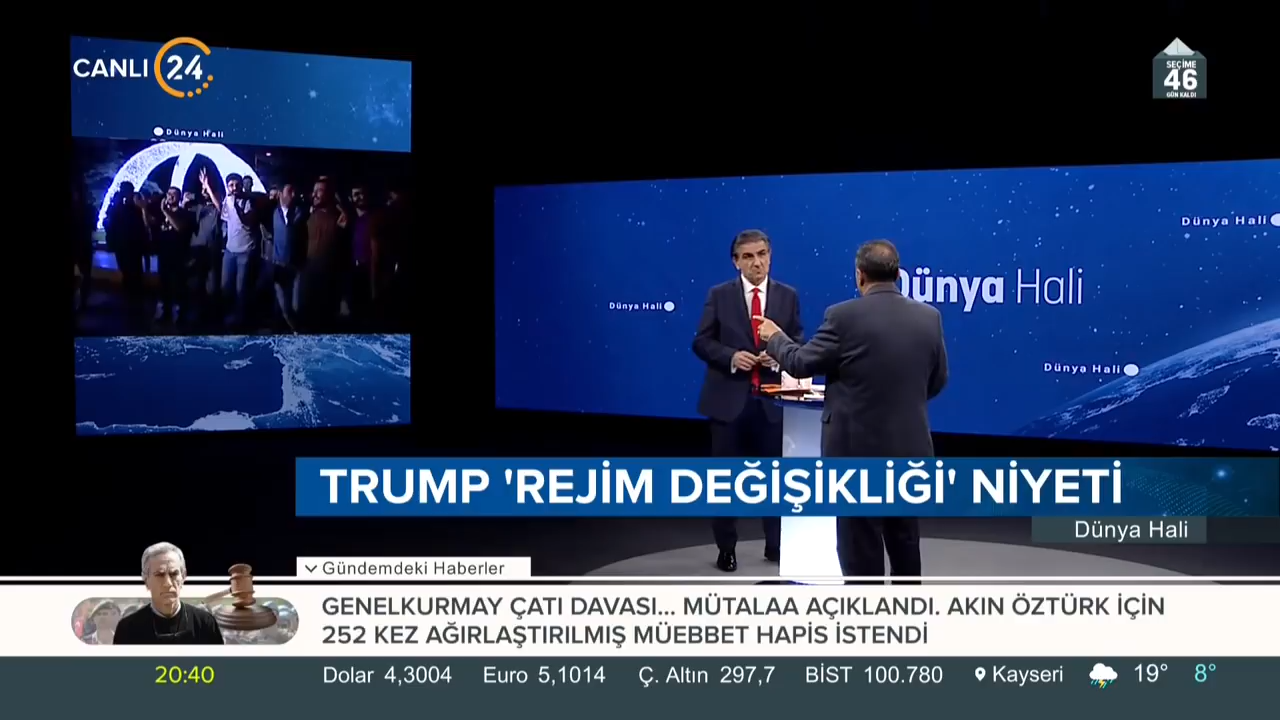 CANLI 24
SEÇİME
46
GÜN KALDI
Dünya Hali
Dünya Hali
Dünya Hali
Dünya Hali
Dünya Hali
TRUMP 'REJİM DEĞİŞİKLİĞİ' NİYETİ
Dünya Hali
Gündemdeki Haberler
GENELKURMAY ÇATI DAVASI... MÜTALAA AÇIKLANDI. AKIN ÖZTÜRK İÇİN
252 KEZ AĞIRLAŞTIRILMIŞ MÜEBBET HAPİS İSTENDİ
20:40 Dolar 4,3004 Euro 5,1014 Ç. Altın 297,7 BİST 100.780 Kayseri 19° 8°